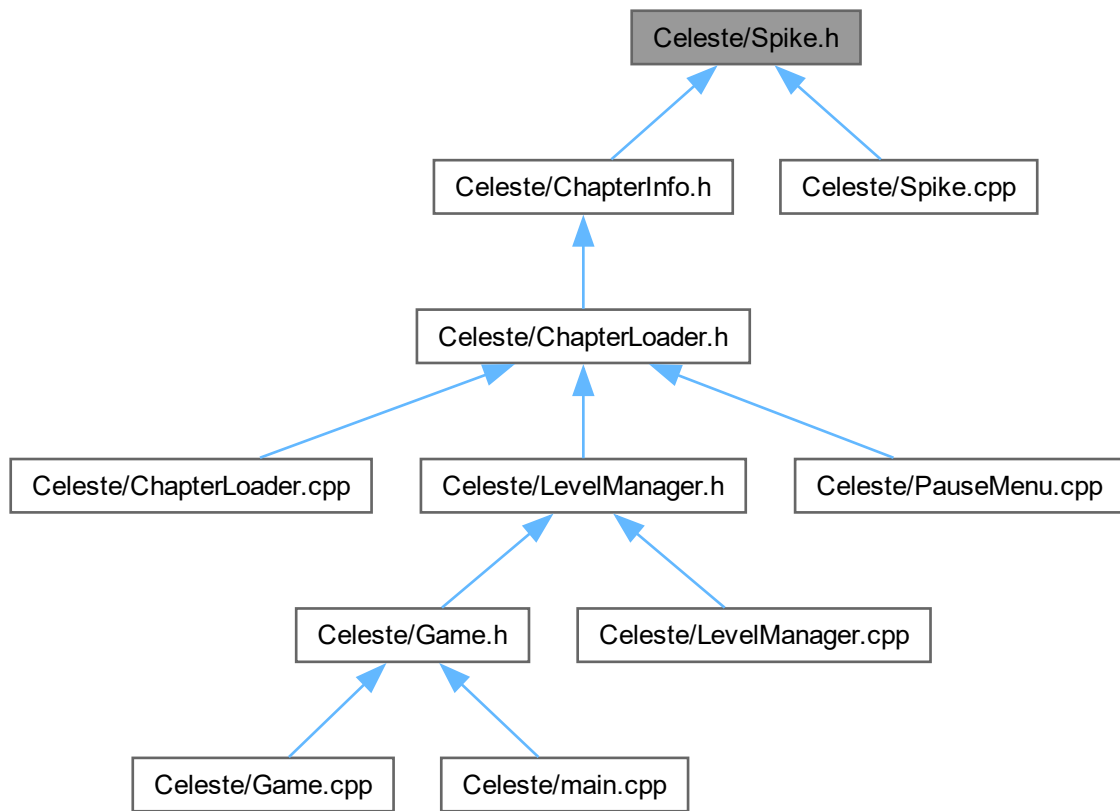 Celeste/Spike.h
Celeste/ChapterInfo.h
Celeste/Spike.cpp
Celeste/ChapterLoader.h
Celeste/ChapterLoader.cpp
Celeste/LevelManager.h
Celeste/PauseMenu.cpp
Celeste/Game.h
Celeste/LevelManager.cpp
Celeste/Game.cpp
Celeste/main.cpp